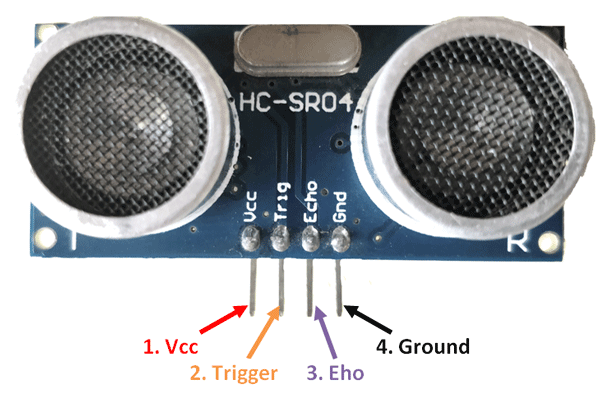 HC-SR04
Vcc
Trig
Echo
Gnd
T
R
1. Vcc
4. Ground
2. Trigger
3. Eho